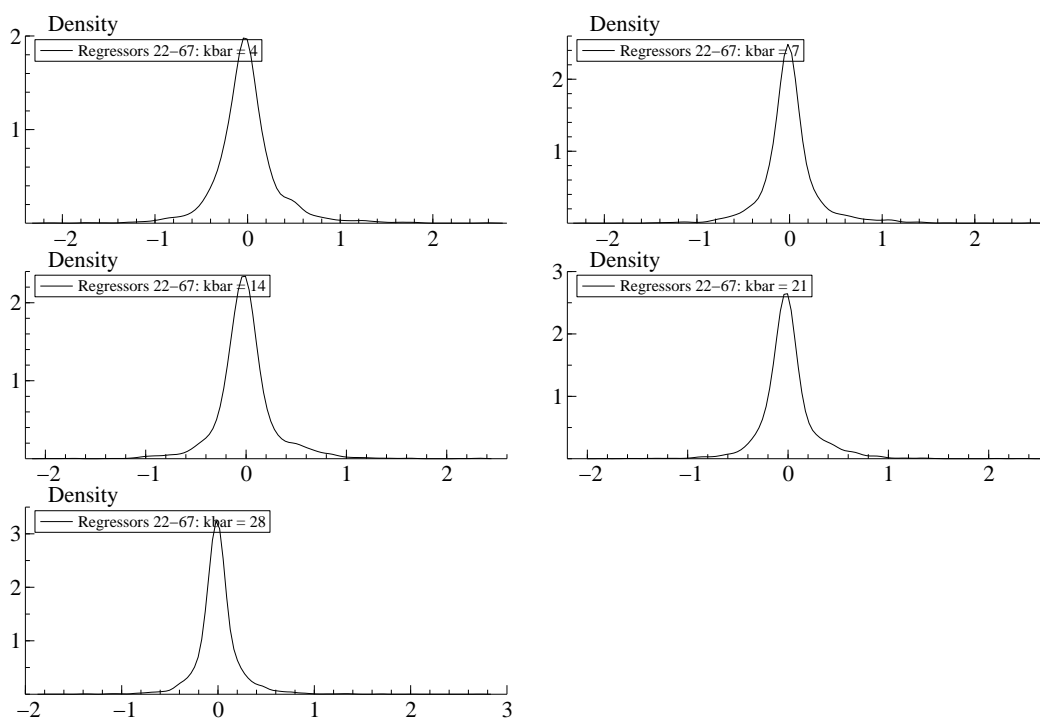 Density
Regressors 22−67: kbar = 4
2
1
−2 −1 0 1 2
Density
Regressors 22−67: kbar = 7
2
1
−2 −1 0 1 2
Density
Regressors 22−67: kbar = 14
2
1
−2 −1 0 1 2
Density
Regressors 22−67: kbar = 21
3
2
1
−2 −1 0 1 2
Density
Regressors 22−67: kbar = 28
3
2
1
−2 −1 0 1 2 3